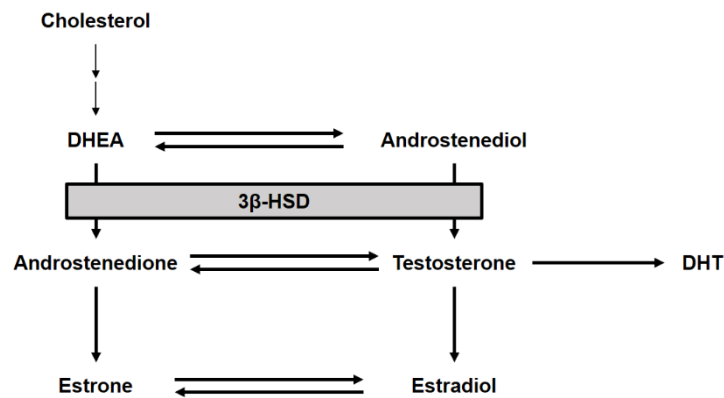 Cholesterol
DHEA
Androstenediol
3β-HSD
Androstenedione
Testosterone
DHT
Estrone
Estradiol